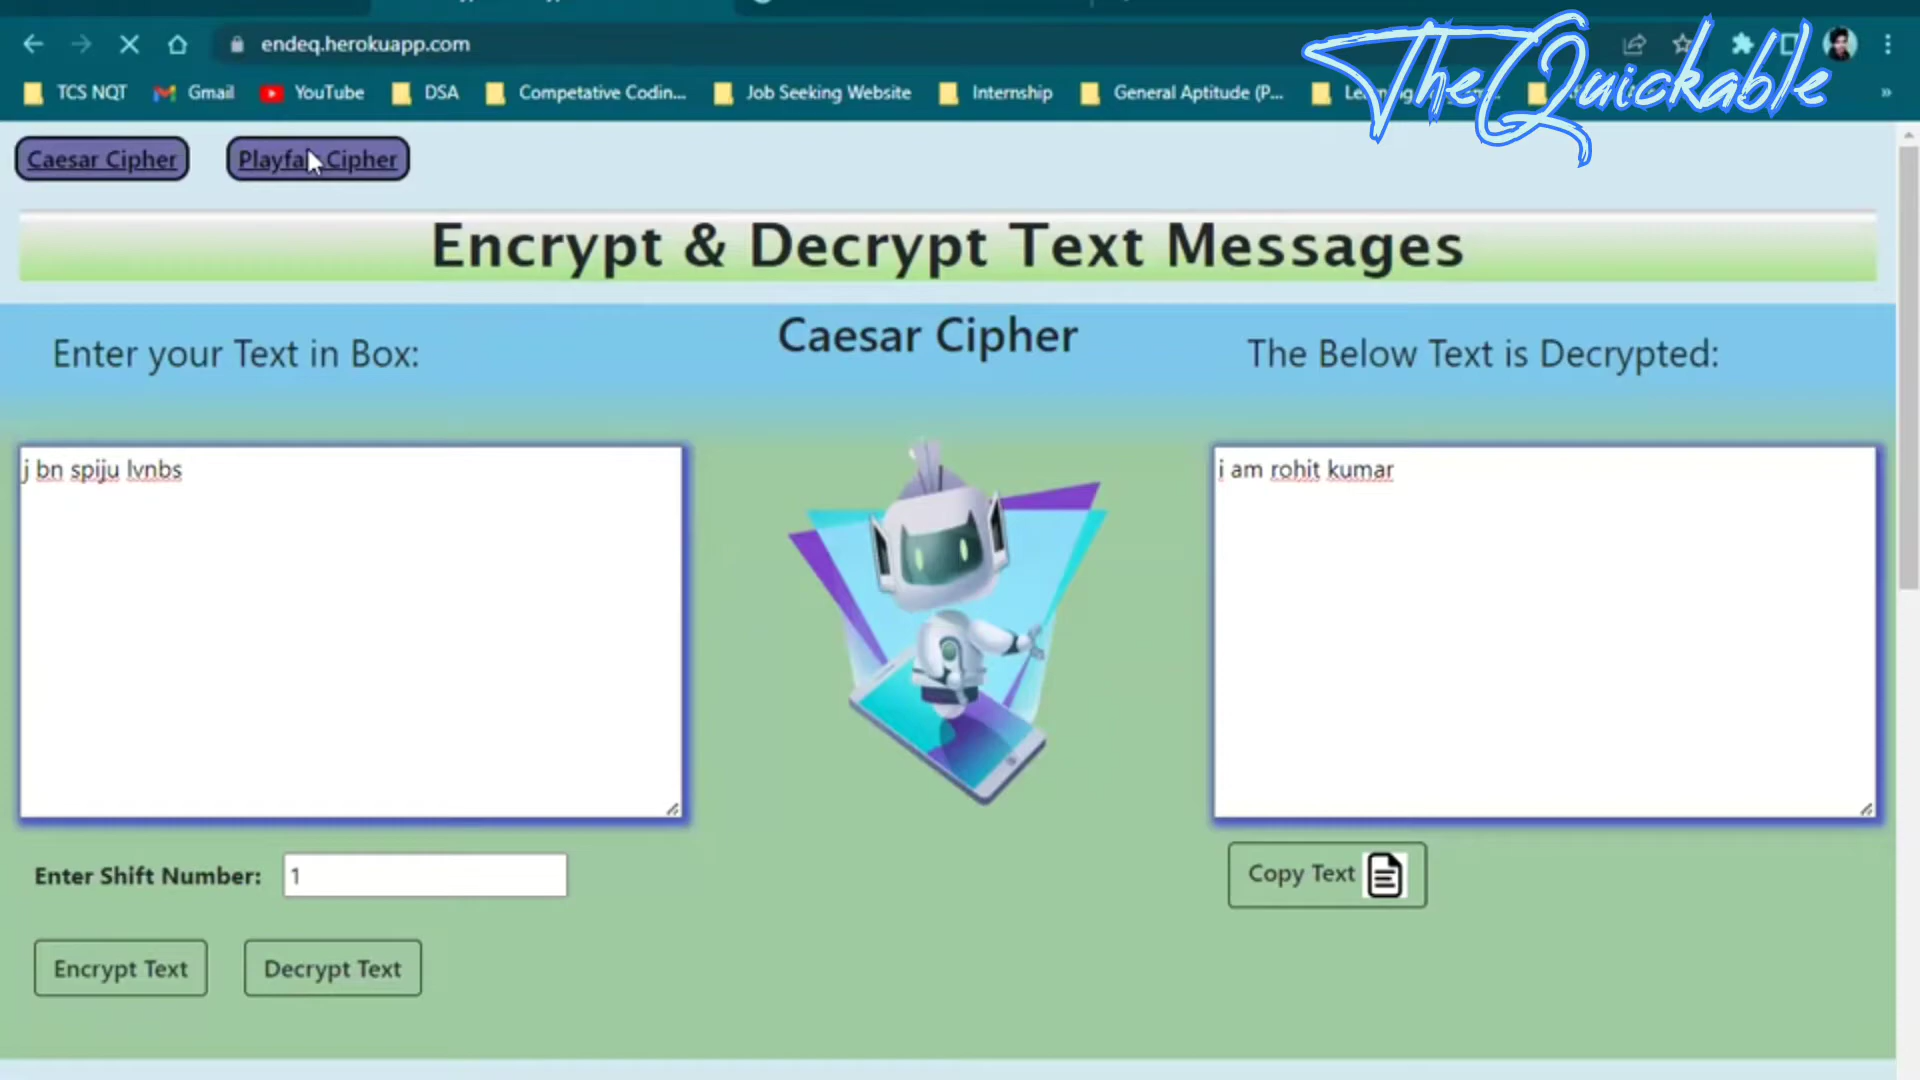 endeq.herokuapp.com
TheQuickable
TCS NQT Gmail YouTube DSA Competative Codin... Job Seeking Website Internship General Aptitude (P... »
Caesar Cipher Playfair Cipher
Encrypt & Decrypt Text Messages
Caesar Cipher
Enter your Text in Box: The Below Text is Decrypted:
j bn spiju lvnbs i am rohit kumar
Enter Shift Number: 1 Copy Text
Encrypt Text Decrypt Text